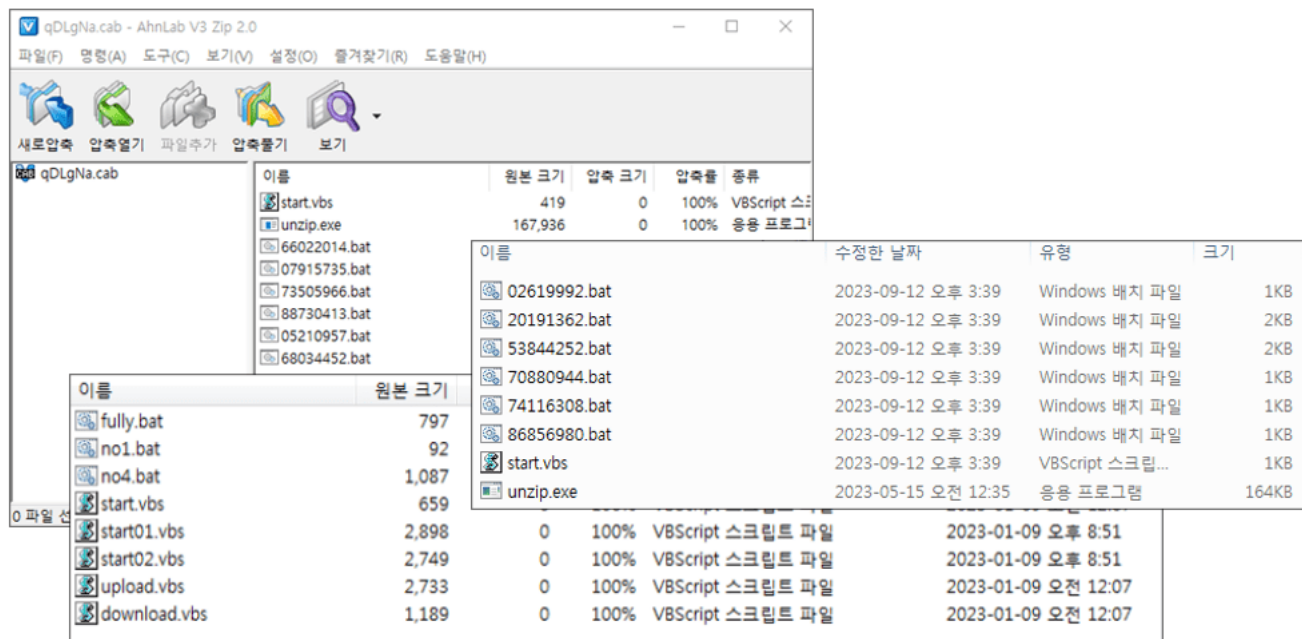 qDLgNa.cab - AhnLab V3 Zip 2.0
파일(F) 명령(A) 도구(C) 보기(V) 설정(O) 즐겨찾기(R) 도움말(H)
새로압축 압축열기 파일추가 압축풀기 보기
qDLgNa.cab
이름 원본 크기 압축 크기 압축률 종류
start.vbs 419 0 100% VBScript
unzip.exe 167,936 0 100% 응용
66022014.bat
07915735.bat
73505966.bat
88730413.bat
05210957.bat
68034452.bat
0 파일
이름 수정한 날짜 유형 크기
02619992.bat 2023-09-12 오후 3:39 Windows 배치 파일 1KB
20191362.bat 2023-09-12 오후 3:39 Windows 배치 파일 2KB
53844252.bat 2023-09-12 오후 3:39 Windows 배치 파일 2KB
70880944.bat 2023-09-12 오후 3:39 Windows 배치 파일 1KB
74116308.bat 2023-09-12 오후 3:39 Windows 배치 파일 1KB
86856980.bat 2023-09-12 오후 3:39 Windows 배치 파일 1KB
start.vbs 2023-09-12 오후 3:39 VBScript 스크립... 1KB
unzip.exe 2023-05-15 오전 12:35 응용 프로그램 164KB
이름 원본 크기
fully.bat 797
no1.bat 92
no4.bat 1,087
start.vbs 659
start01.vbs 2,898 0 100% VBScript 스크립트 파일 2023-01-09 오후 8:51
start02.vbs 2,749 0 100% VBScript 스크립트 파일 2023-01-09 오후 8:51
upload.vbs 2,733 0 100% VBScript 스크립트 파일 2023-01-09 오전 12:07
download.vbs 1,189 0 100% VBScript 스크립트 파일 2023-01-09 오전 12:07